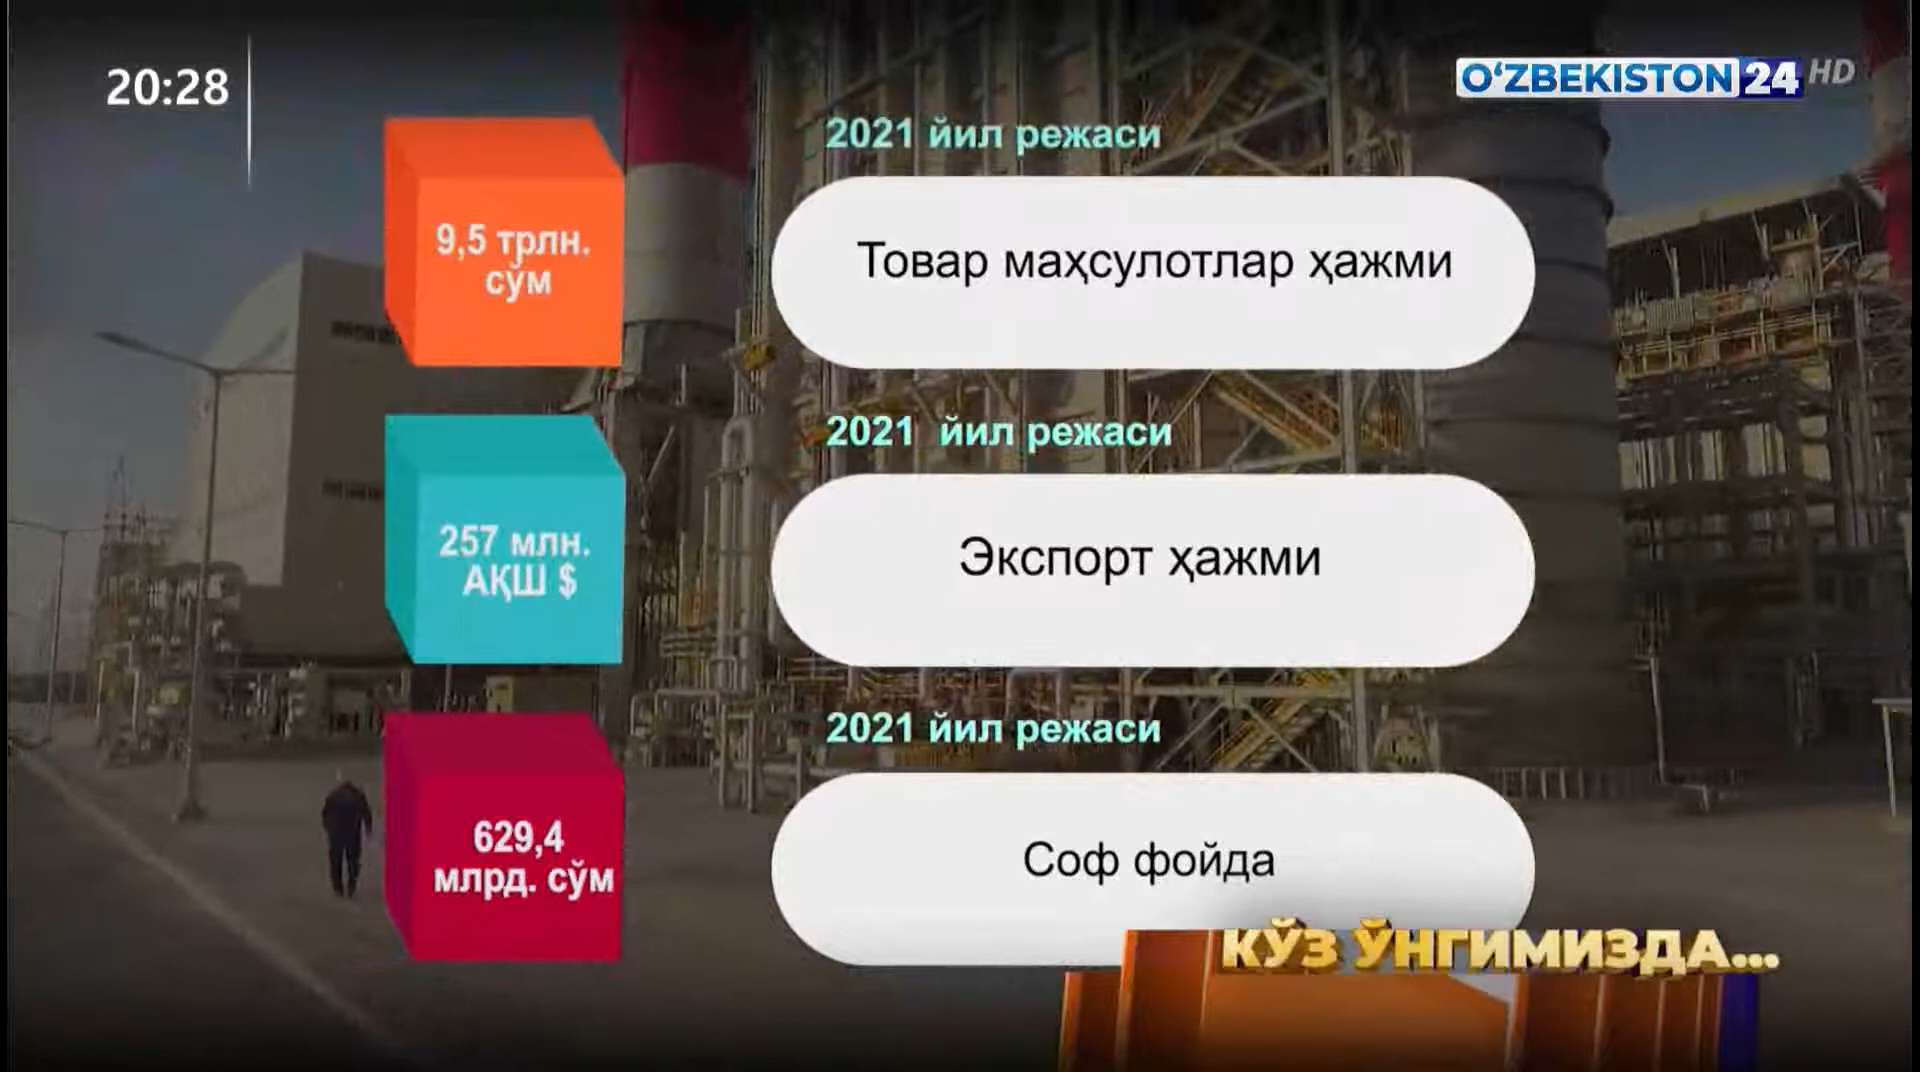 20:28
O‘ZBEKISTON 24 HD
2021 йил режаси
9,5 трлн.
сўм
Товар маҳсулотлар ҳажми
2021 йил режаси
257 млн.
АҚШ $
Экспорт ҳажми
2021 йил режаси
629,4
млрд. сўм
Соф фойда
КЎЗ ЎНГИМИЗДА...